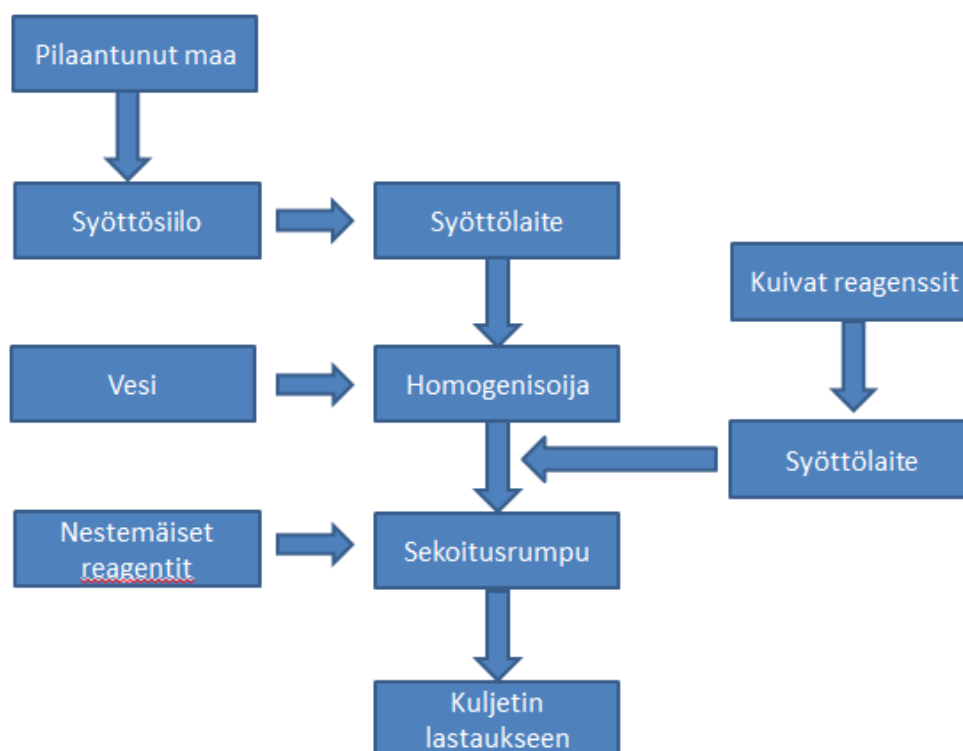 Pilaantunut maa
Syöttösiilo
Syöttölaite
Kuivat reagenssit
Vesi
Homogenisoija
Syöttölaite
Nestemäiset
reagentit
Sekoitusrumpu
Kuljetin
lastaukseen